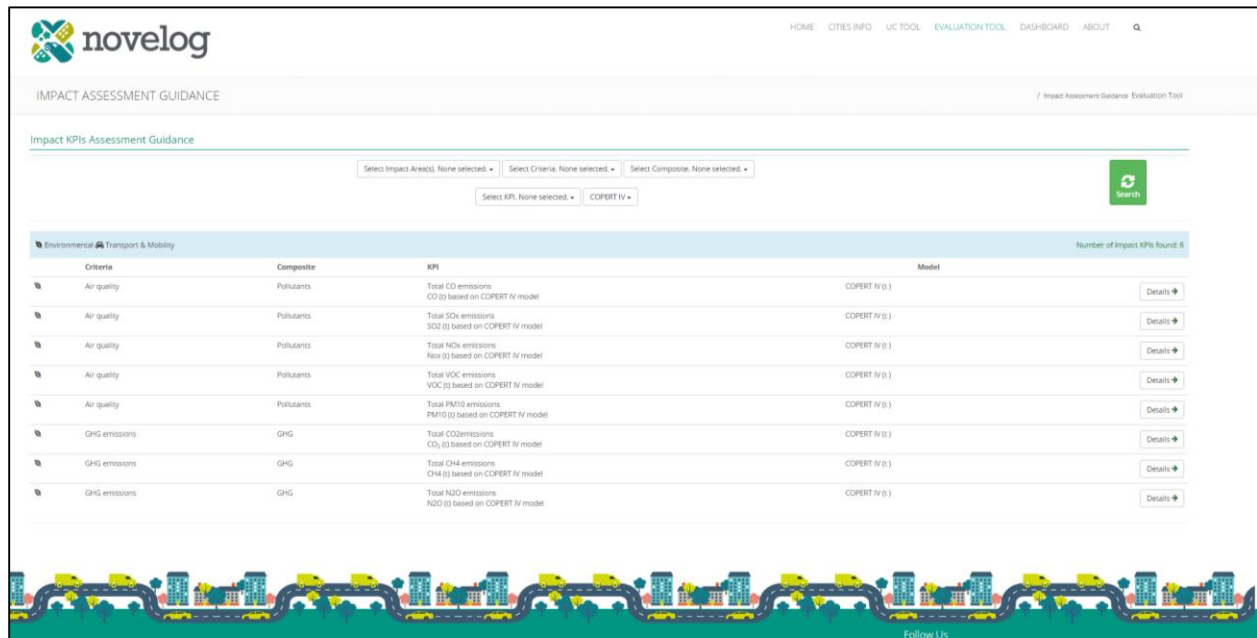 novelog
HOME CITIES INFO UC TOOL EVALUATION TOOL DASHBOARD ABOUT
IMPACT ASSESSMENT GUIDANCE
/ Impact Assessment Guidance Evaluation Tool
Impact KPIs Assessment Guidance
Select Impact Area(s). None selected. Select Criteria. None selected. Select Composite. None selected.
Select KPI. None selected. COPERT IV
Search
Environmental Transport & Mobility Number of Impact KPIs found: 8
Criteria Composite KPI Model
Air quality Pollutants Total CO emissions COPERT IV (t )
CO (t) based on COPERT IV model
Details
Air quality Pollutants Total SOx emissions COPERT IV (t )
SO2 (t) based on COPERT IV model
Details
Air quality Pollutants Total NOx emissions COPERT IV (t )
Nox (t) based on COPERT IV model
Details
Air quality Pollutants Total VOC emissions COPERT IV (t )
VOC (t) based on COPERT IV model
Details
Air quality Pollutants Total PM10 emissions COPERT IV (t )
PM10 (t) based on COPERT IV model
Details
GHG emissions GHG Total CO2emissions COPERT IV (t )
CO₂ (t) based on COPERT IV model
Details
GHG emissions GHG Total CH4 emissions COPERT IV (t )
CH4 (t) based on COPERT IV model
Details
GHG emissions GHG Total N2O emissions COPERT IV (t )
N2O (t) based on COPERT IV model
Details
Follow Us